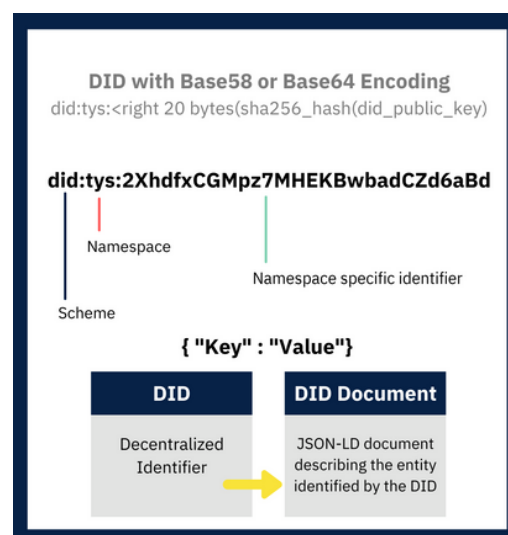 DID with Base58 or Base64 Encoding
did:tys:<right 20 bytes(sha256_hash(did_public_key)
did:tys:2XhdfxCGMpz7MHEKBwbadCZd6aBd
Namespace
Namespace specific identifier
Scheme
{ "Key" : "Value"}
DID
Decentralized
Identifier
DID Document
JSON-LD document
describing the entity
identified by the DID